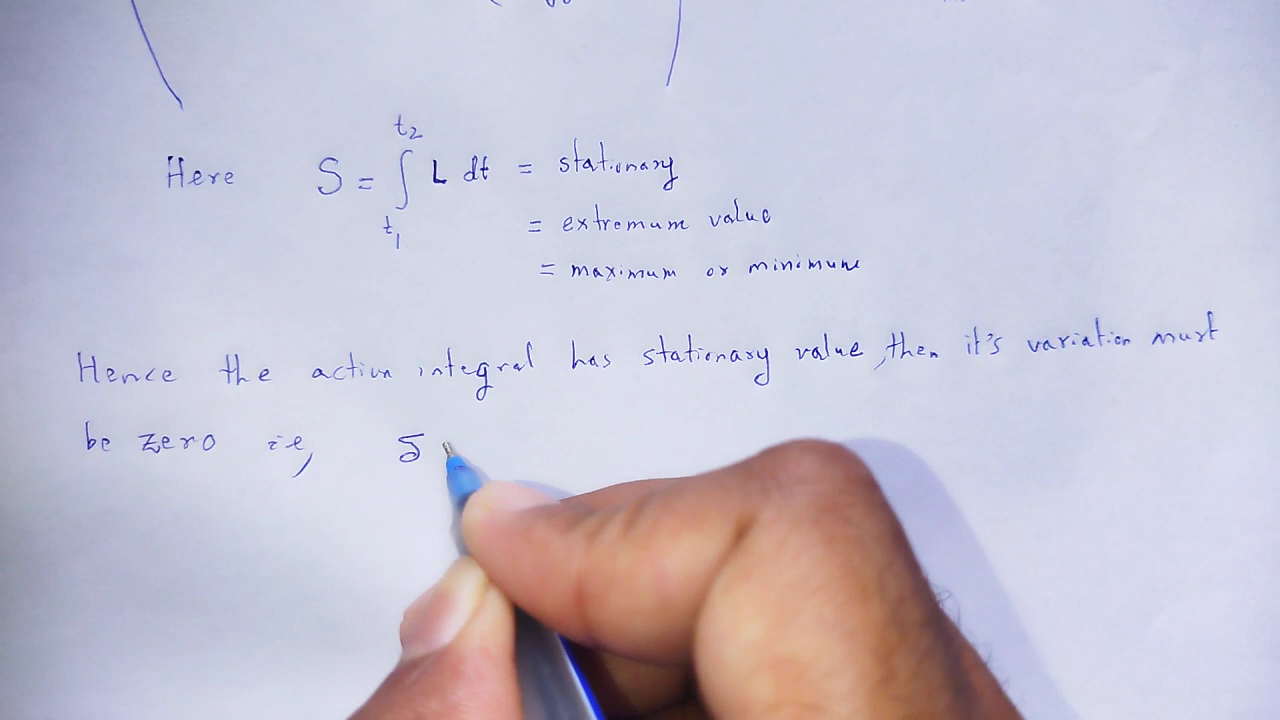 t₂
Here S = ∫ L dt = stationary
t₁
= extremum value
= maximum or minimum
Hence the action integral has stationary value, then it's variation must
be zero ie, δ